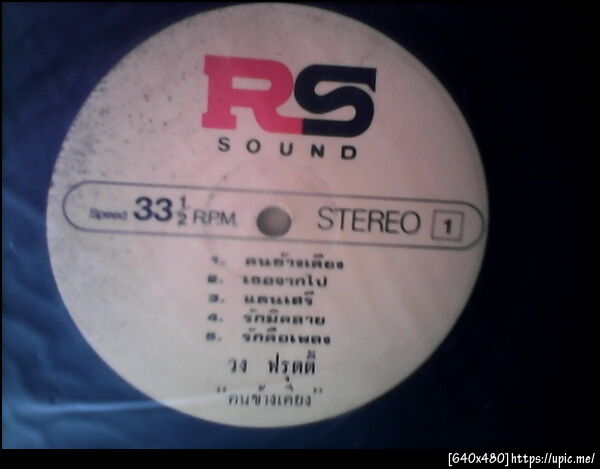 RS
SOUND
Speed 33 1/2 R.P.M. STEREO 1
1. คนข้างเคียง
2. เธอจากไป
3. แดนเสรี
4. รักมิคลาย
5. รักคือเพลง
วง ฟรุตตี้
"คนข้างเคียง"
[640x480]https://upic.me/